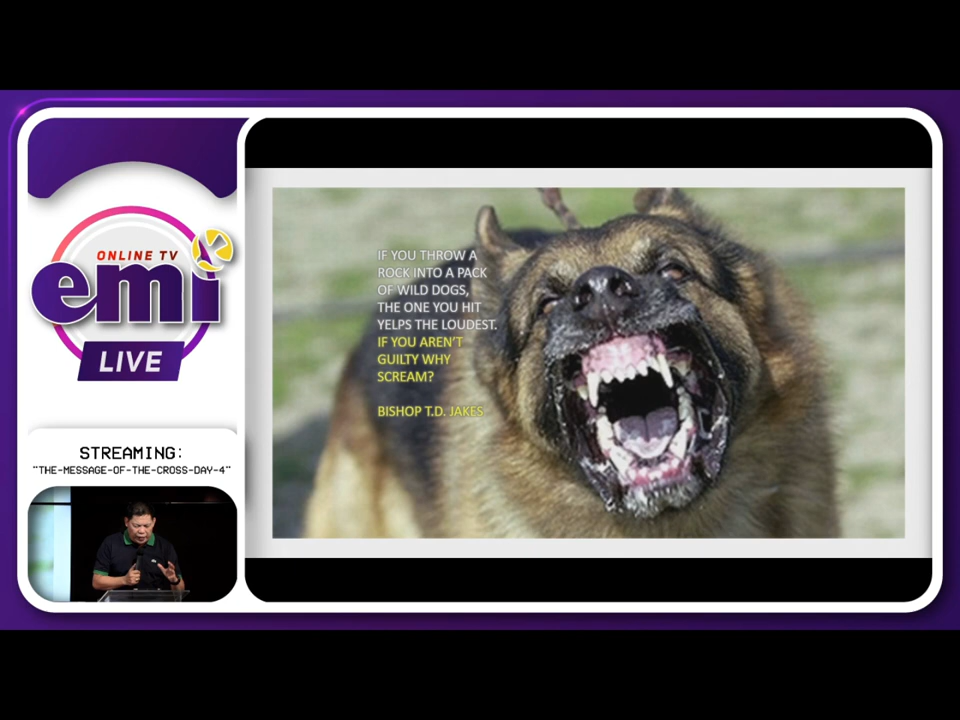 ONLINE TV
emi
LIVE
STREAMING:
"THE-MESSAGE-OF-THE-CROSS-DAY-4"
IF YOU THROW A
ROCK INTO A PACK
OF WILD DOGS,
THE ONE YOU HIT
YELPS THE LOUDEST.
IF YOU AREN'T
GUILTY WHY
SCREAM?
BISHOP T.D. JAKES